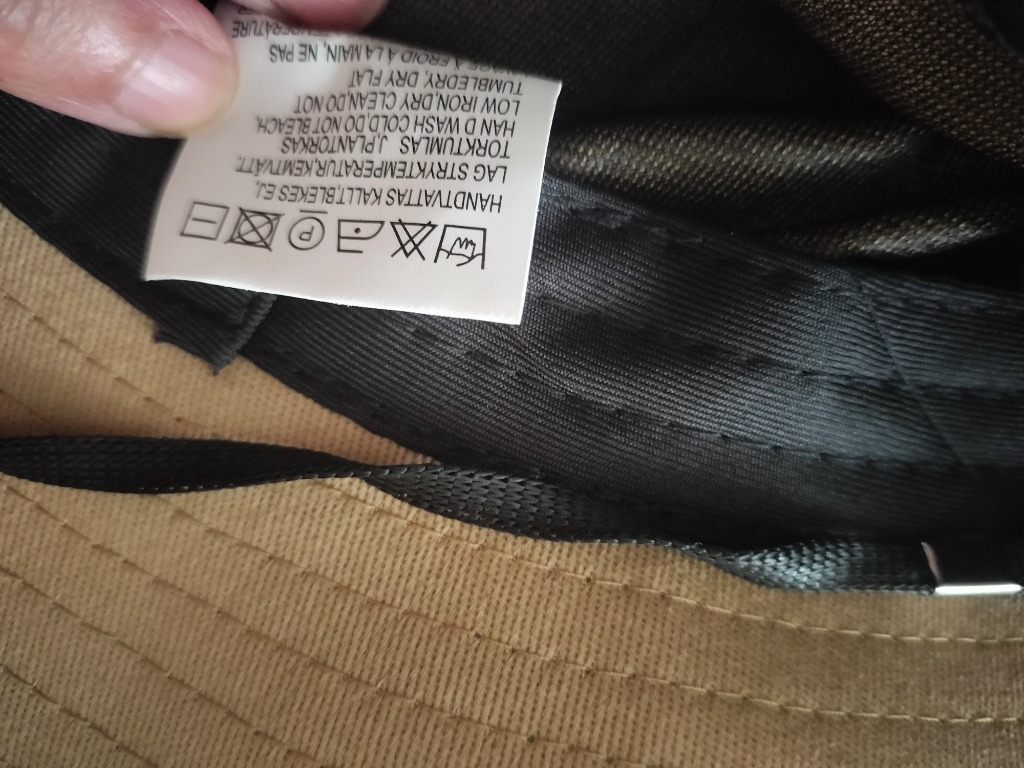 HANDTVATTAS KALLT,BLEKES EJ,
LAG STRYKTEMPERATUR,KEMTVÄTT.
TORKTUMLAS J,PLANTORKAS
HAN D WASH COLD,DO NOT BLEACH,
LOW IRON,DRY CLEAN,DO NOT
TUMBLEDRY, DRY FLAT
A FROID A LA MAIN, NE PAS
TEMPÉRATURE